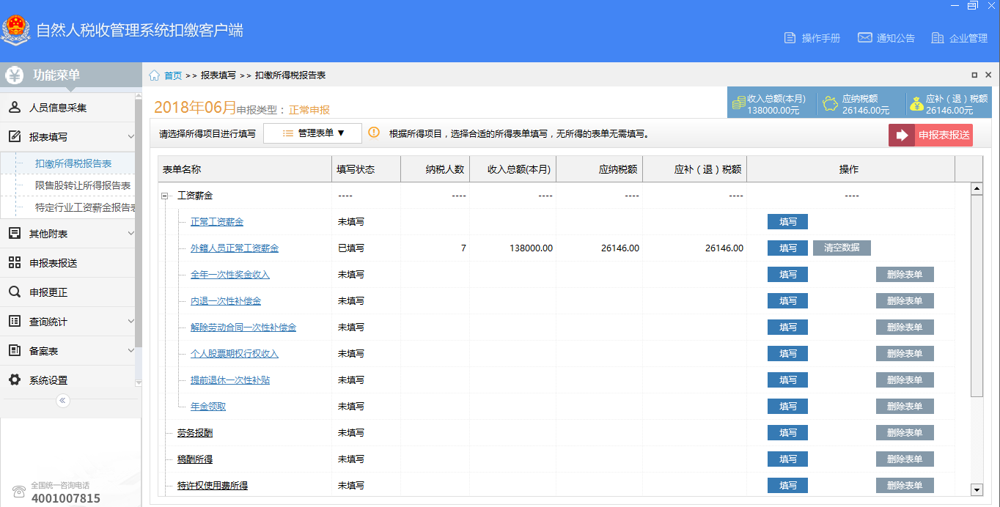 自然人税收管理系统扣缴客户端
操作手册 通知公告 企业管理
功能菜单
人员信息采集
报表填写
扣缴所得税报告表
限售股转让所得报告表
特定行业工资薪金报告表
其他附表
申报表报送
申报更正
查询统计
备案表
系统设置
全国统一咨询电话
4001007815
首页 >> 报表填写 >> 扣缴所得税报告表
2018年06月申报类型：正常申报
收入总额(本月) 138000.00元
应纳税额 26146.00元
应补（退）税额 26146.00元
请选择所得项目进行填写 管理表单▼ 根据所得项目，选择合适的所得表单填写，无所得的表单无需填写。 申报表报送
表单名称 填写状态 纳税人数 收入总额(本月) 应纳税额 应补（退）税额 操作
工资薪金 ---- ---- ---- ---- ---- ----
正常工资薪金 未填写 填写
外籍人员正常工资薪金 已填写 7 138000.00 26146.00 26146.00 填写 清空数据
全年一次性奖金收入 未填写 填写 删除表单
内退一次性补偿金 未填写 填写 删除表单
解除劳动合同一次性补偿金 未填写 填写 删除表单
个人股票期权行权收入 未填写 填写 删除表单
提前退休一次性补贴 未填写 填写 删除表单
年金领取 未填写 填写 删除表单
劳务报酬 未填写 填写 删除表单
稿酬所得 未填写 填写 删除表单
特许权使用费所得 未填写 填写 删除表单